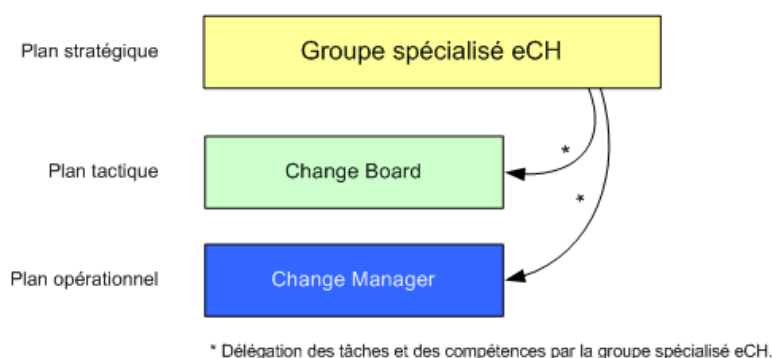 Plan stratégique
Groupe spécialisé eCH
Plan tactique
Change Board
*
*
Plan opérationnel
Change Manager
* Délégation des tâches et des compétences par la groupe spécialisé eCH.